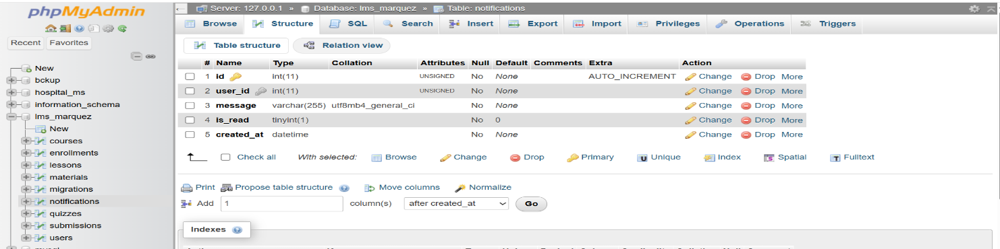 phpMyAdmin
Recent Favorites
New
bckup
hospital_ms
information_schema
lms_marquez
New
courses
enrollments
lessons
materials
migrations
notifications
quizzes
submissions
users
Server: 127.0.0.1 » Database: lms_marquez » Table: notifications
Browse Structure SQL Search Insert Export Import Privileges Operations Triggers
Table structure Relation view
# Name Type Collation Attributes Null Default Comments Extra Action
1 id int(11) UNSIGNED No None AUTO_INCREMENT Change Drop More
2 user_id int(11) UNSIGNED No None Change Drop More
3 message varchar(255) utf8mb4_general_ci No None Change Drop More
4 is_read tinyint(1) No 0 Change Drop More
5 created_at datetime No None Change Drop More
Check all With selected: Browse Change Drop Primary Unique Index Spatial Fulltext
Print Propose table structure Move columns Normalize
Add 1 column(s) after created_at Go
Indexes